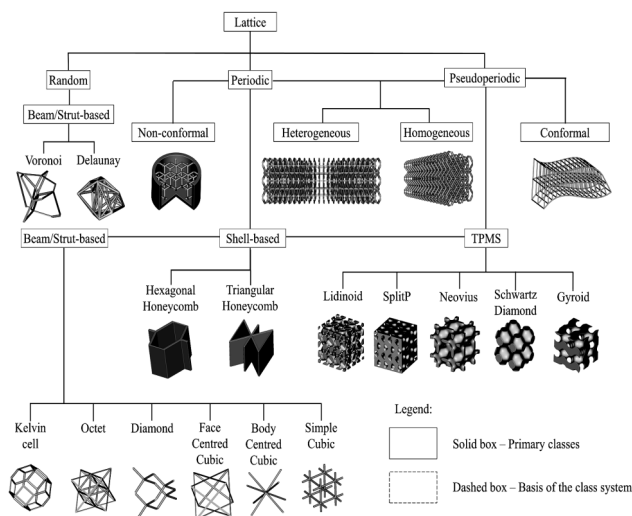 Lattice
Random
Periodic
Pseudoperiodic
Beam/Strut-based
Non-conformal
Heterogeneous
Homogeneous
Conformal
Voronoi
Delaunay
Beam/Strut-based
Shell-based
TPMS
Hexagonal
Honeycomb
Triangular
Honeycomb
Lidinoid
SplitP
Neovius
Schwartz
Diamond
Gyroid
Kelvin
cell
Octet
Diamond
Face
Centred
Cubic
Body
Centred
Cubic
Simple
Cubic
Legend:
Solid box – Primary classes
Dashed box – Basis of the class system